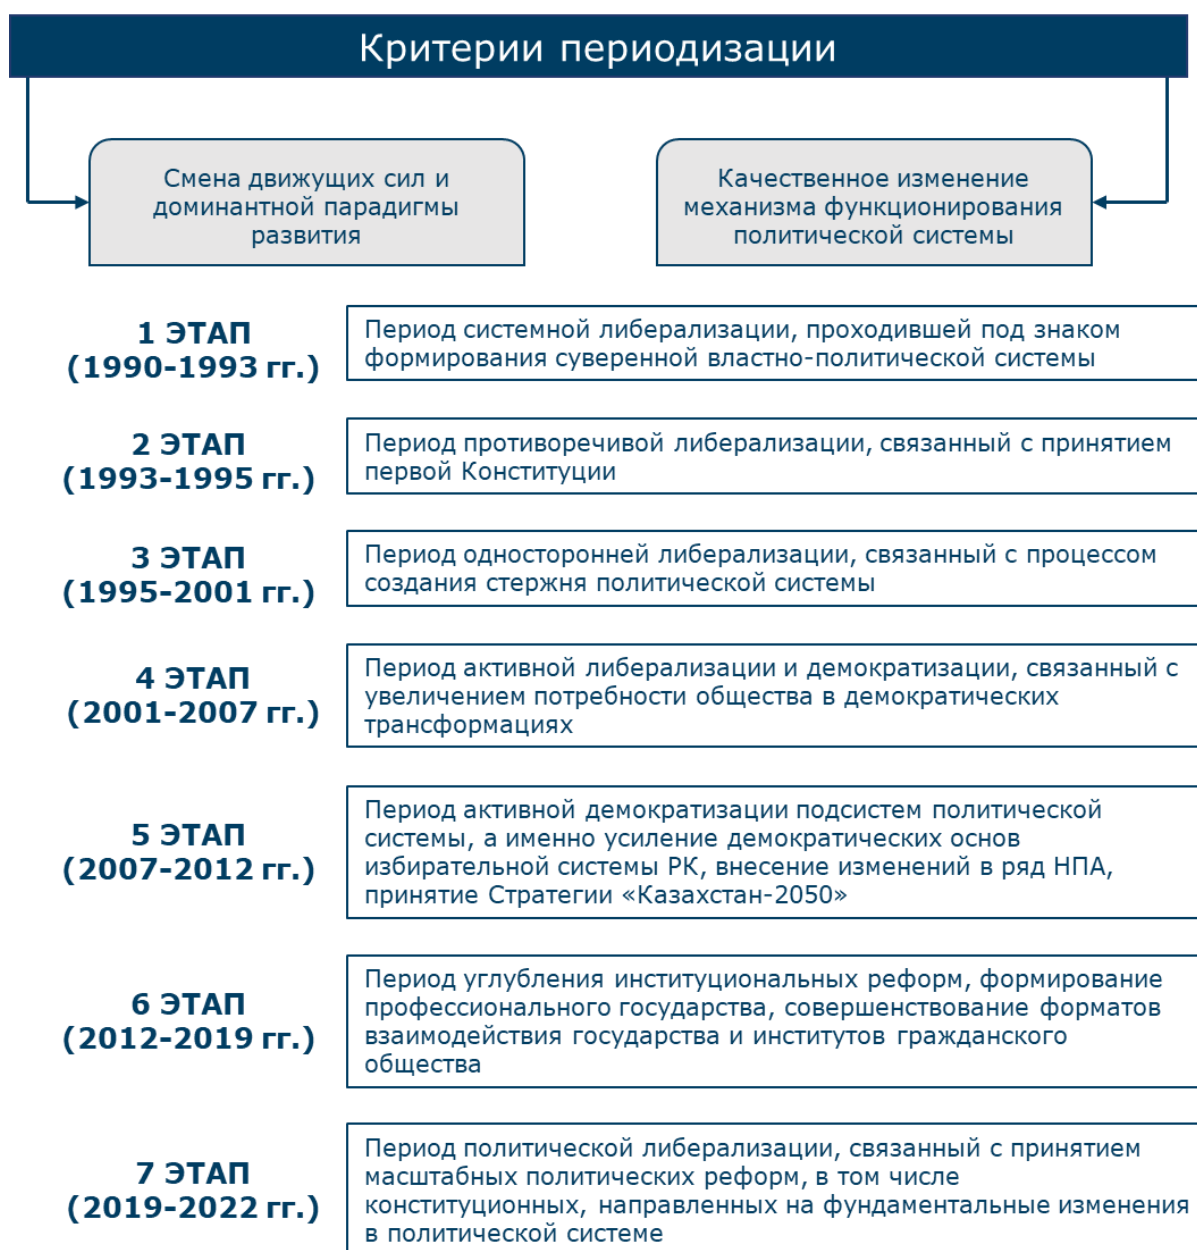 Критерии периодизации
Смена движущих сил и
доминантной парадигмы
развития
Качественное изменение
механизма функционирования
политической системы
1 ЭТАП
(1990-1993 гг.)
Период системной либерализации, проходившей под знаком
формирования суверенной властно-политической системы
2 ЭТАП
(1993-1995 гг.)
Период противоречивой либерализации, связанный с принятием
первой Конституции
3 ЭТАП
(1995-2001 гг.)
Период односторонней либерализации, связанный с процессом
создания стержня политической системы
4 ЭТАП
(2001-2007 гг.)
Период активной либерализации и демократизации, связанный с
увеличением потребности общества в демократических
трансформациях
5 ЭТАП
(2007-2012 гг.)
Период активной демократизации подсистем политической
системы, а именно усиление демократических основ
избирательной системы РК, внесение изменений в ряд НПА,
принятие Стратегии «Казахстан-2050»
6 ЭТАП
(2012-2019 гг.)
Период углубления институциональных реформ, формирование
профессионального государства, совершенствование форматов
взаимодействия государства и институтов гражданского
общества
7 ЭТАП
(2019-2022 гг.)
Период политической либерализации, связанный с принятием
масштабных политических реформ, в том числе
конституционных, направленных на фундаментальные изменения
в политической системе